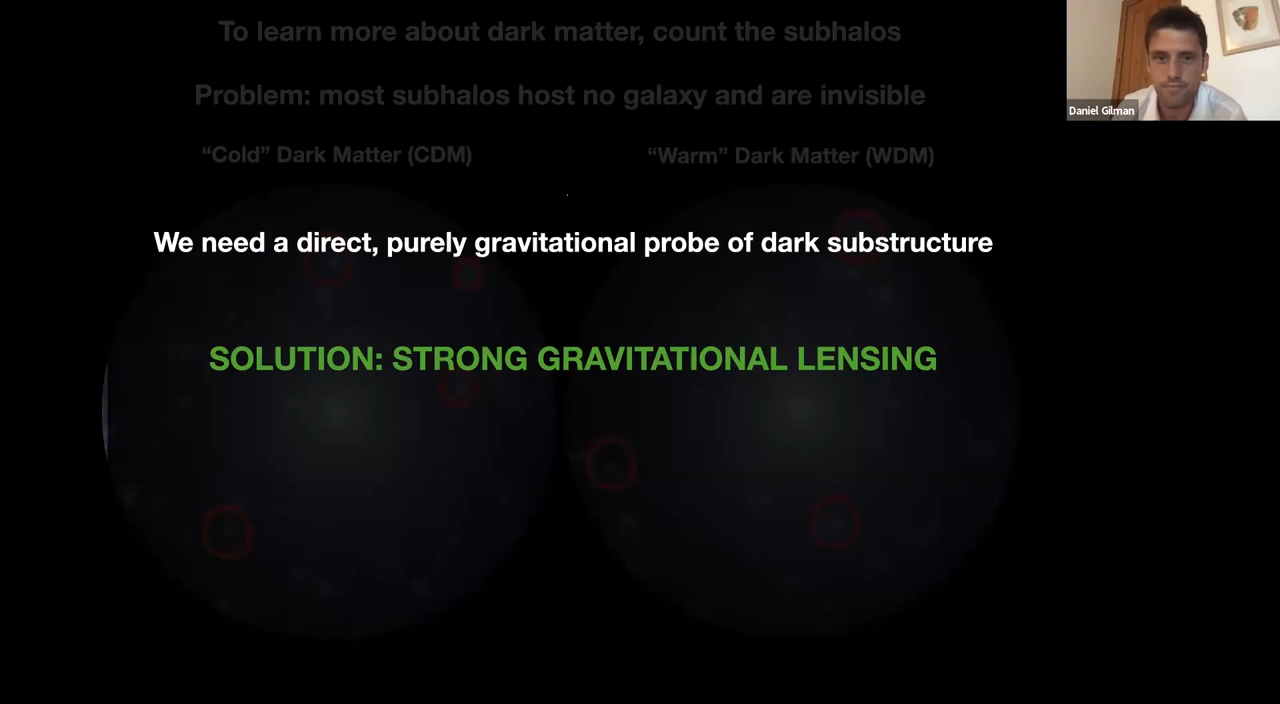 To learn more about dark matter, count the subhalos
Problem: most subhalos host no galaxy and are invisible
“Cold” Dark Matter (CDM)
“Warm” Dark Matter (WDM)
We need a direct, purely gravitational probe of dark substructure
SOLUTION: STRONG GRAVITATIONAL LENSING
Daniel Gilman